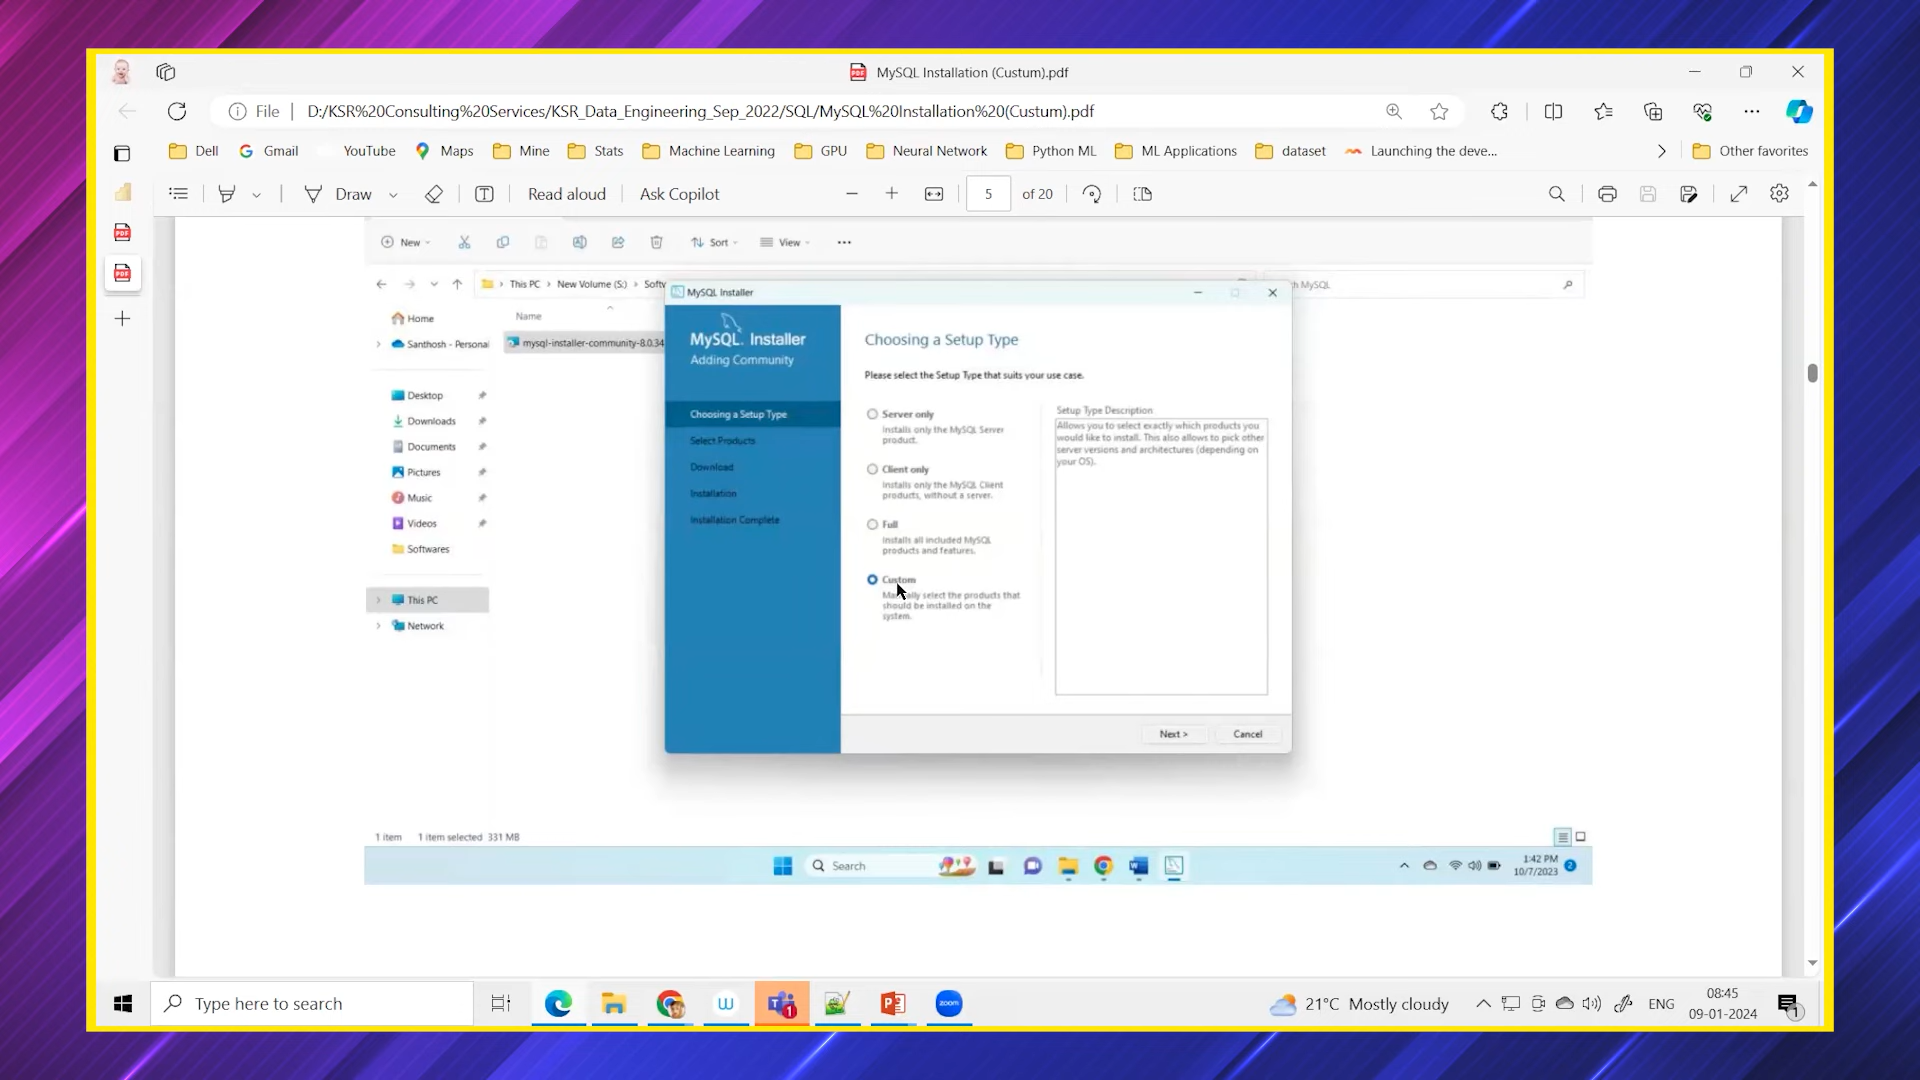 MySQL Installation (Custum).pdf
File
D:/KSR%20Consulting%20Services/KSR_Data_Engineering_Sep_2022/SQL/MySQL%20Installation%20(Custum).pdf
Dell
Gmail
YouTube
Maps
Mine
Stats
Machine Learning
GPU
Neural Network
Python ML
ML Applications
dataset
Launching the deve...
Other favorites
Draw
Read aloud
Ask Copilot
5
of 20
New
Sort
View
This PC
New Volume (S:)
MySQL
Name
Home
Santhosh - Personal
mysql-installer-community-8.0.34
Desktop
Downloads
Documents
Pictures
Music
Videos
Softwares
This PC
Network
MySQL Installer
MySQL. Installer
Adding Community
Choosing a Setup Type
Select Products
Download
Installation
Installation Complete
Choosing a Setup Type
Please select the Setup Type that suits your use case.
Server only
Installs only the MySQL Server
product.
Client only
Installs only the MySQL Client
products, without a server.
Full
Installs all included MySQL
products and features.
Custom
Manually select the products that
should be installed on the
system.
Setup Type Description
Allows you to select exactly which products you
would like to install. This also allows to pick other
server versions and architectures (depending on
your OS).
Next >
Cancel
1 item
1 item selected 331 MB
Search
1:42 PM
10/7/2023
2
Type here to search
1
zoom
21°C Mostly cloudy
ENG
08:45
09-01-2024
1